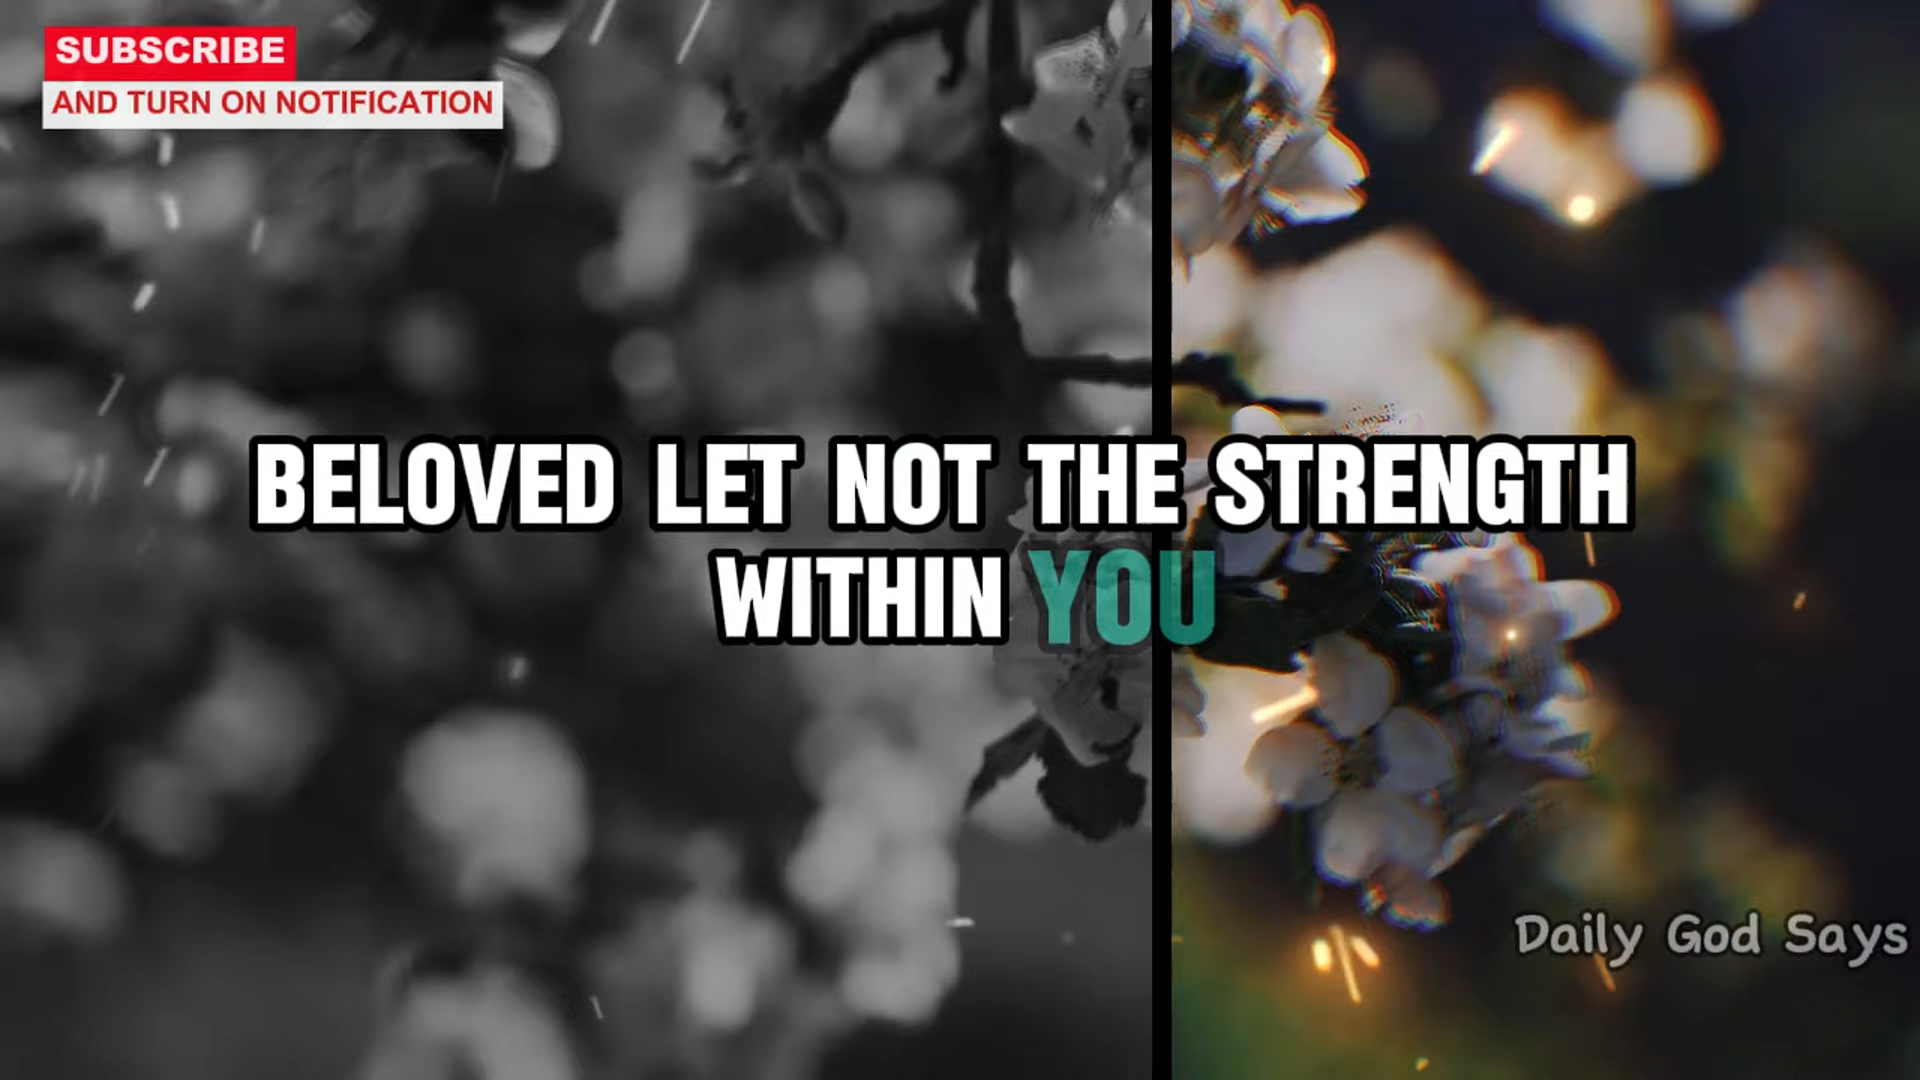 SUBSCRIBE
AND TURN ON NOTIFICATION
BELOVED LET NOT THE STRENGTH
WITHIN YOU
Daily God Says